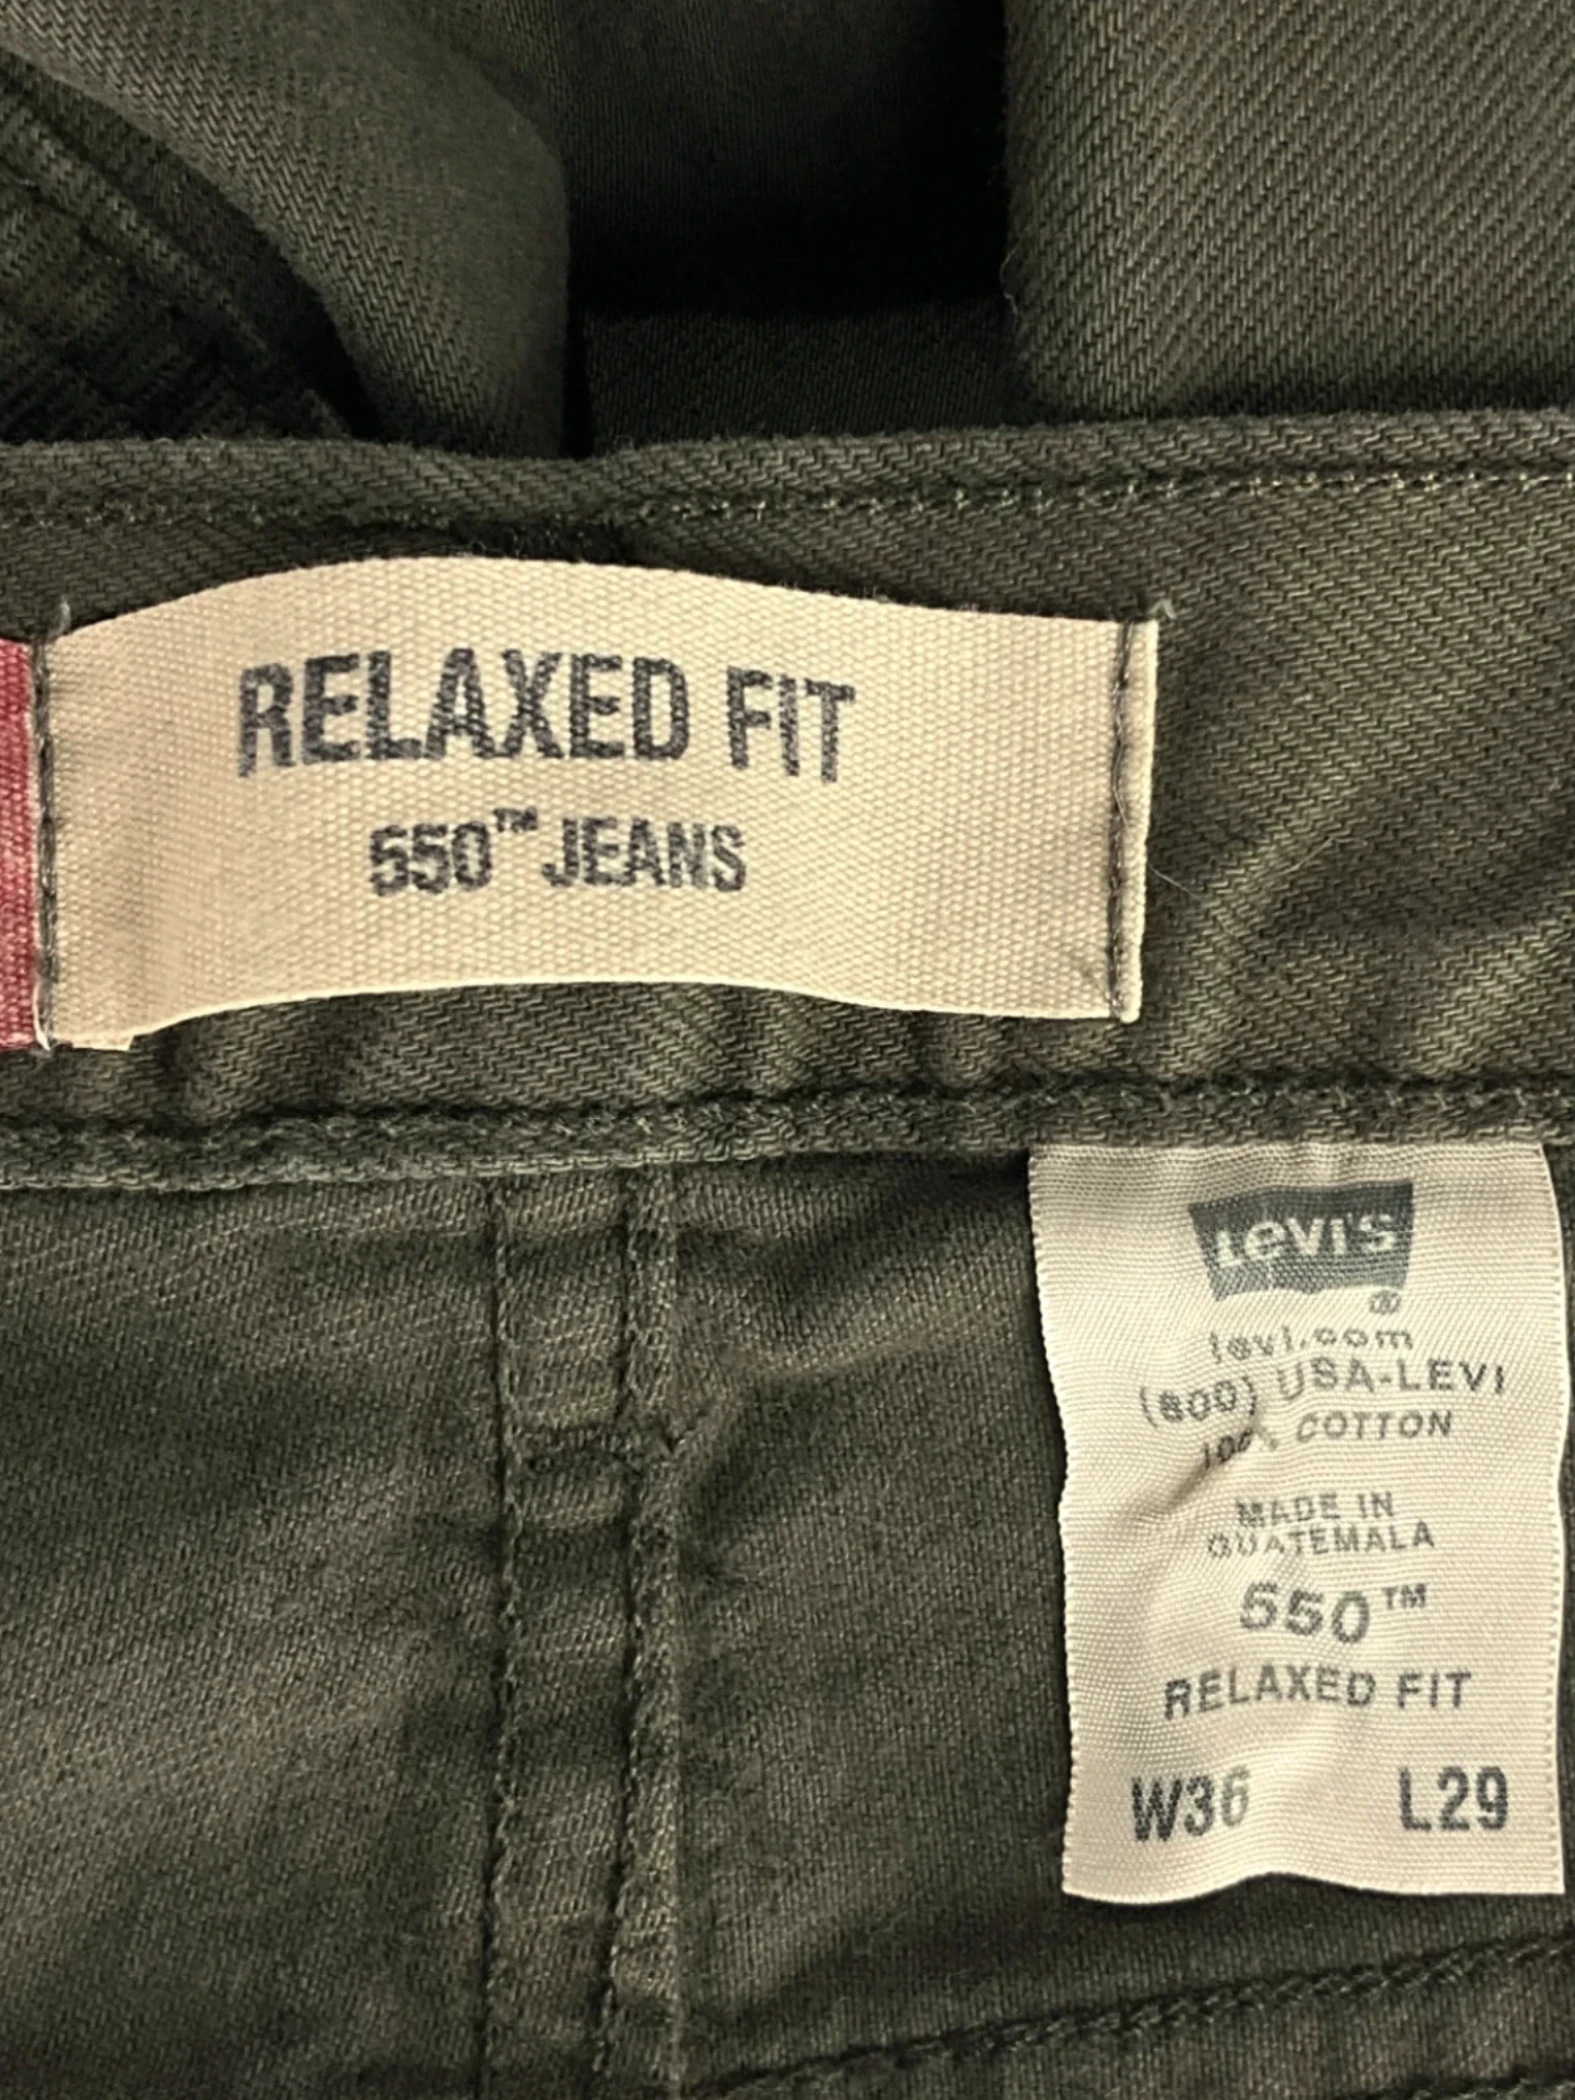 RELAXED FIT
550™ JEANS
Levi's
®
levi.com
(800) USA-LEVI
100% COTTON
MADE IN
GUATEMALA
550™
RELAXED FIT
W36 L29